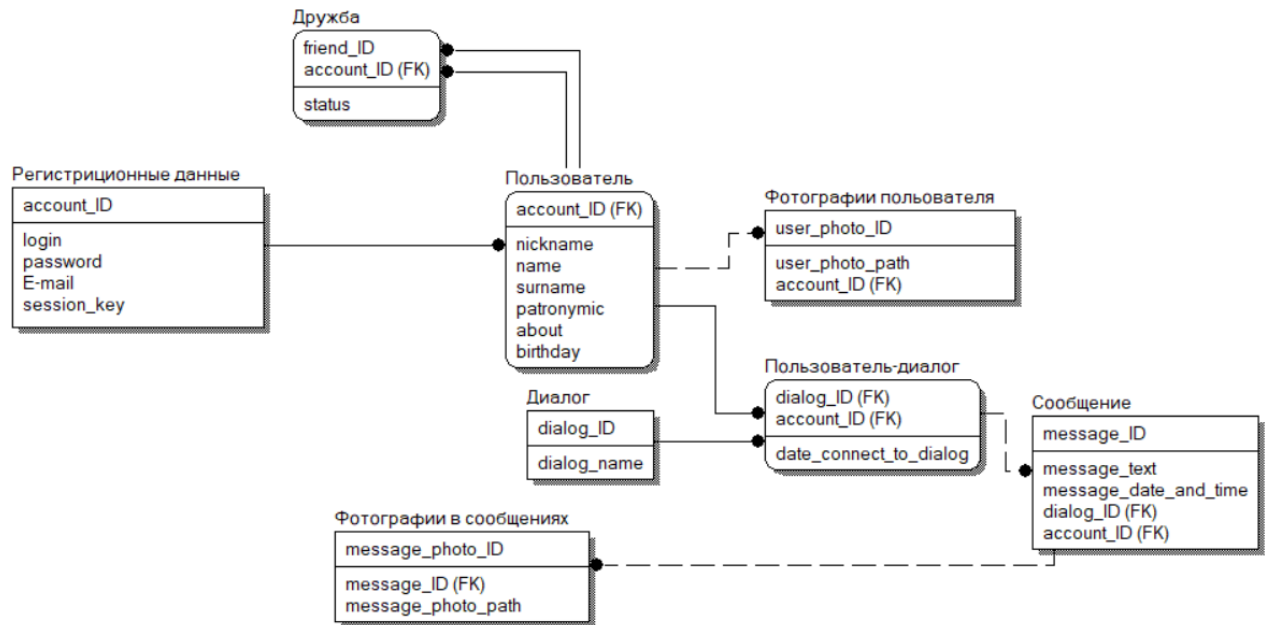 Дружба
friend_ID
account_ID (FK)
status
Регистриционные данные
account_ID
login
password
E-mail
session_key
Пользователь
account_ID (FK)
nickname
name
surname
patronymic
about
birthday
Фотографии пользователя
user_photo_ID
user_photo_path
account_ID (FK)
Пользователь-диалог
dialog_ID (FK)
account_ID (FK)
date_connect_to_dialog
Диалог
dialog_ID
dialog_name
Сообщение
message_ID
message_text
message_date_and_time
dialog_ID (FK)
account_ID (FK)
Фотографии в сообщениях
message_photo_ID
message_ID (FK)
message_photo_path